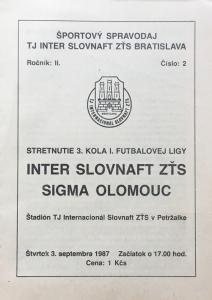 ŠPORTOVÝ SPRAVODAJ
TJ INTER SLOVNAFT ZŤS BRATISLAVA
Ročník: II.
Číslo: 2
STRETNUTIE 3. KOLA I. FUTBALOVEJ LIGY
INTER SLOVNAFT ZŤS
SIGMA OLOMOUC
Štadión TJ Internacionál Slovnaft ZŤS v Petržalke
Štvrtok 3. septembra 1987 Začiatok o 17.00 hod.
Cena: 1 Kčs